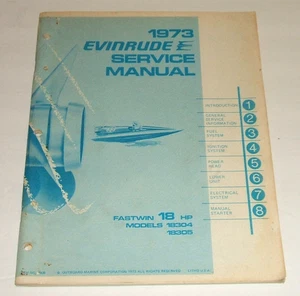 1973
EVINRUDE E
SERVICE
MANUAL
INTRODUCTION 1
GENERAL SERVICE INFORMATION 2
FUEL SYSTEM 3
IGNITION SYSTEM 4
POWER HEAD 5
LOWER UNIT 6
ELECTRICAL SYSTEM 7
MANUAL STARTER 8
FASTWIN 18 HP
MODELS 18304
18305